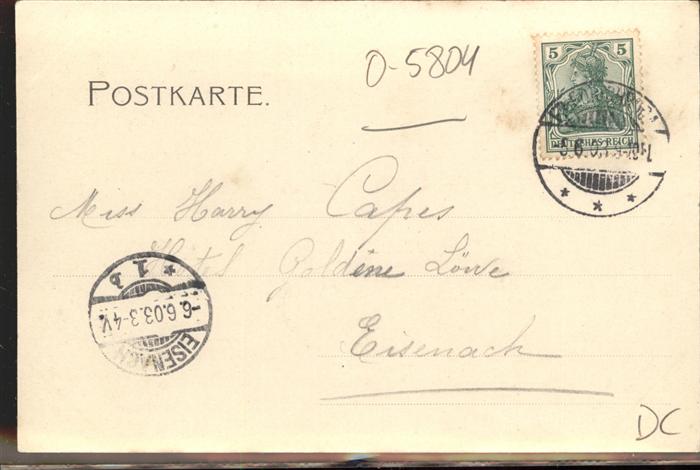 O-5804
POSTKARTE.
5 5
DEUTSCHES REICH
Miss Harry Capes
Hotel Goldene Löwe
Eisenach
* 1 b
-6.6.03.3-4V.
EISENACH
DC